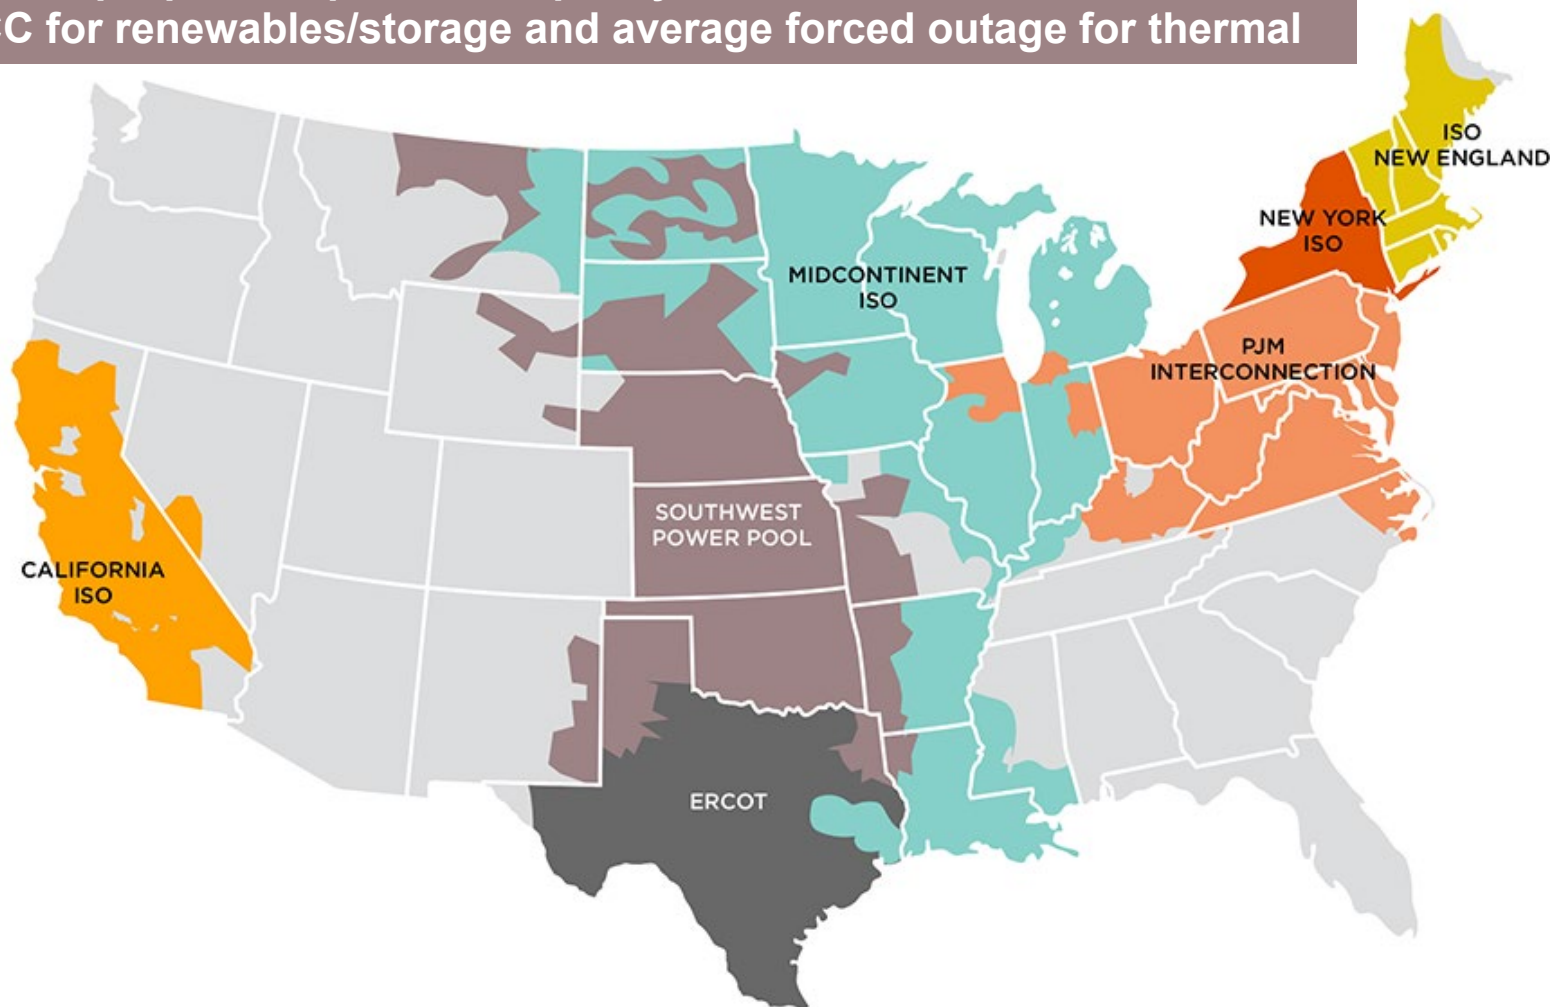 for renewables/storage and average forced outage for thermal
ISO
NEW ENGLAND
NEW YORK
ISO
MIDCONTINENT
ISO
PJM
INTERCONNECTION
SOUTHWEST
POWER POOL
CALIFORNIA
ISO
ERCOT